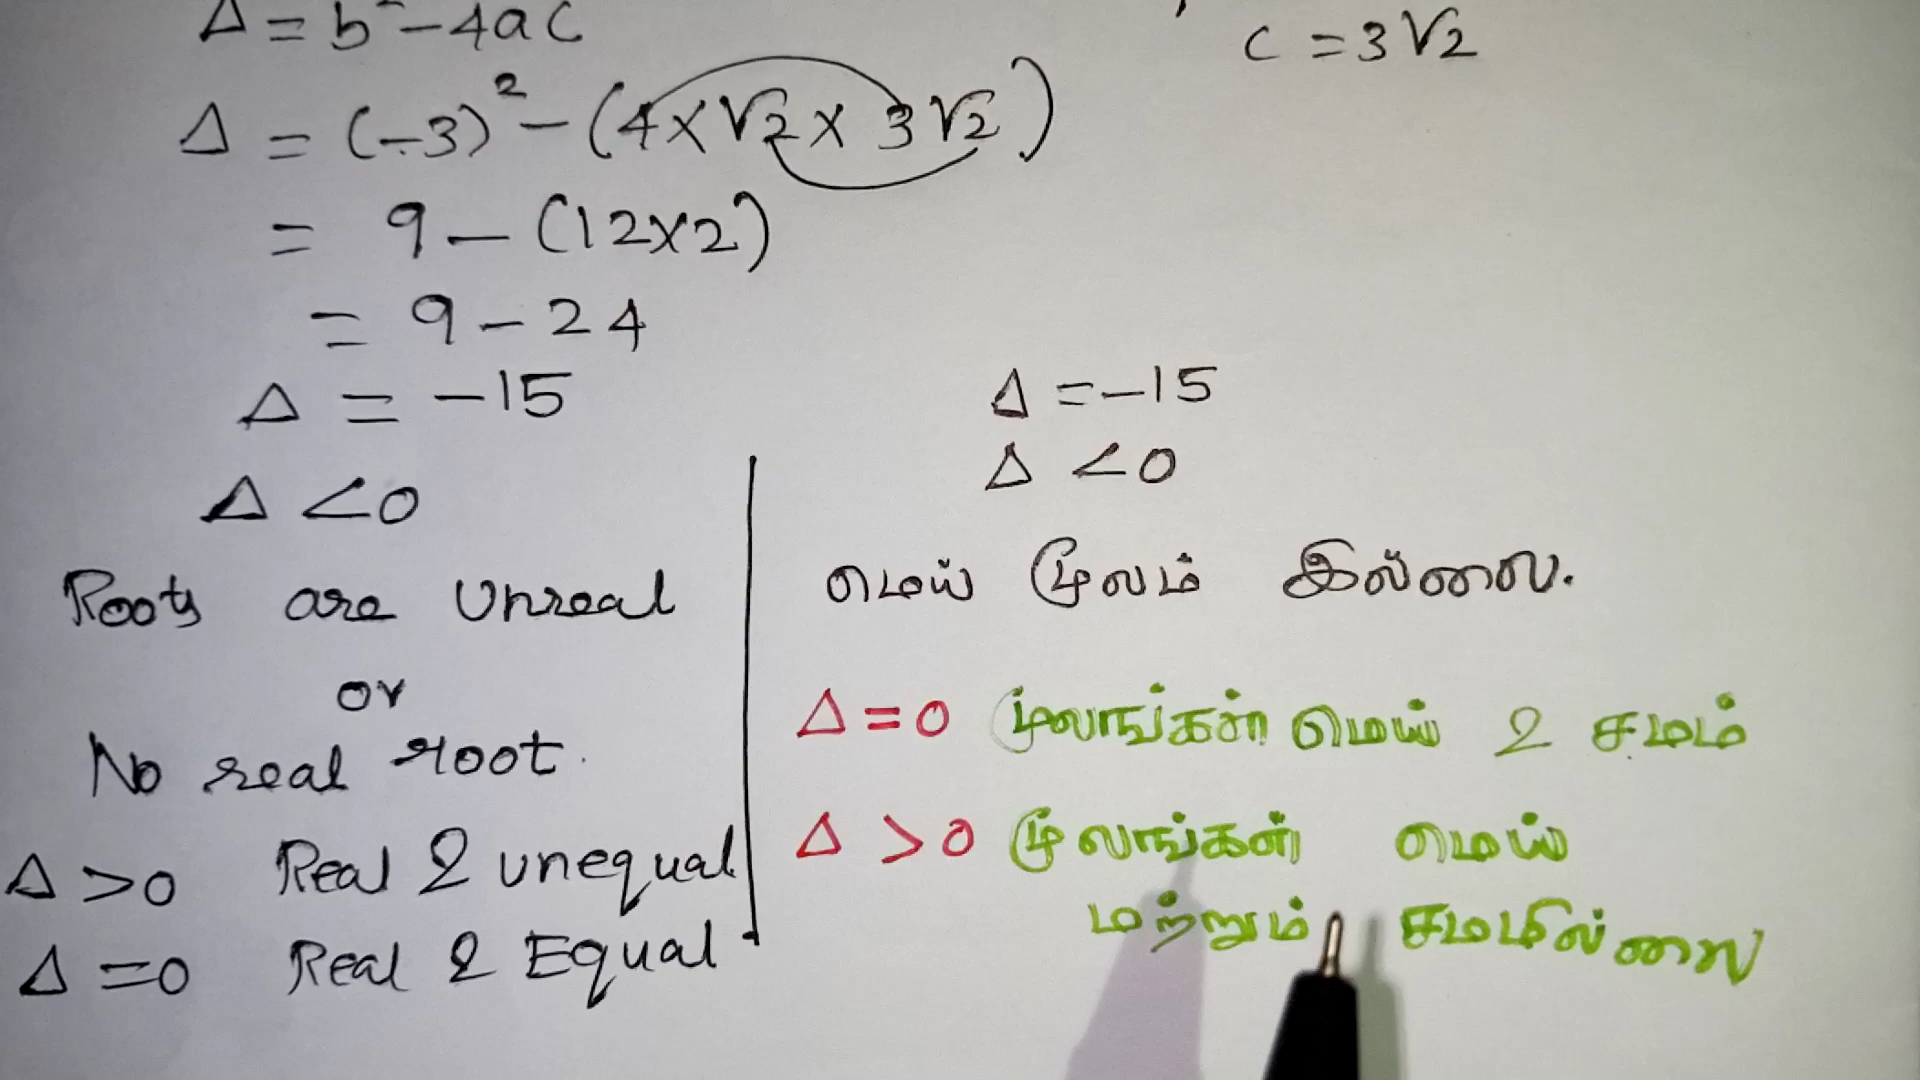 Δ = b² - 4ac
c = 3√2
Δ = (-3)² - (4×√2 × 3√2)
= 9 - (12×2)
= 9 - 24
Δ = -15
Δ < 0
Roots are Unreal
or
No real root.
Δ > 0 Real & unequal
Δ = 0 Real & Equal
Δ = -15
Δ < 0
மெய் மூலம் இல்லை.
Δ = 0 மூலங்கள் மெய் & சமம்
Δ > 0 மூலங்கள் மெய்
மற்றும் சமமில்லை